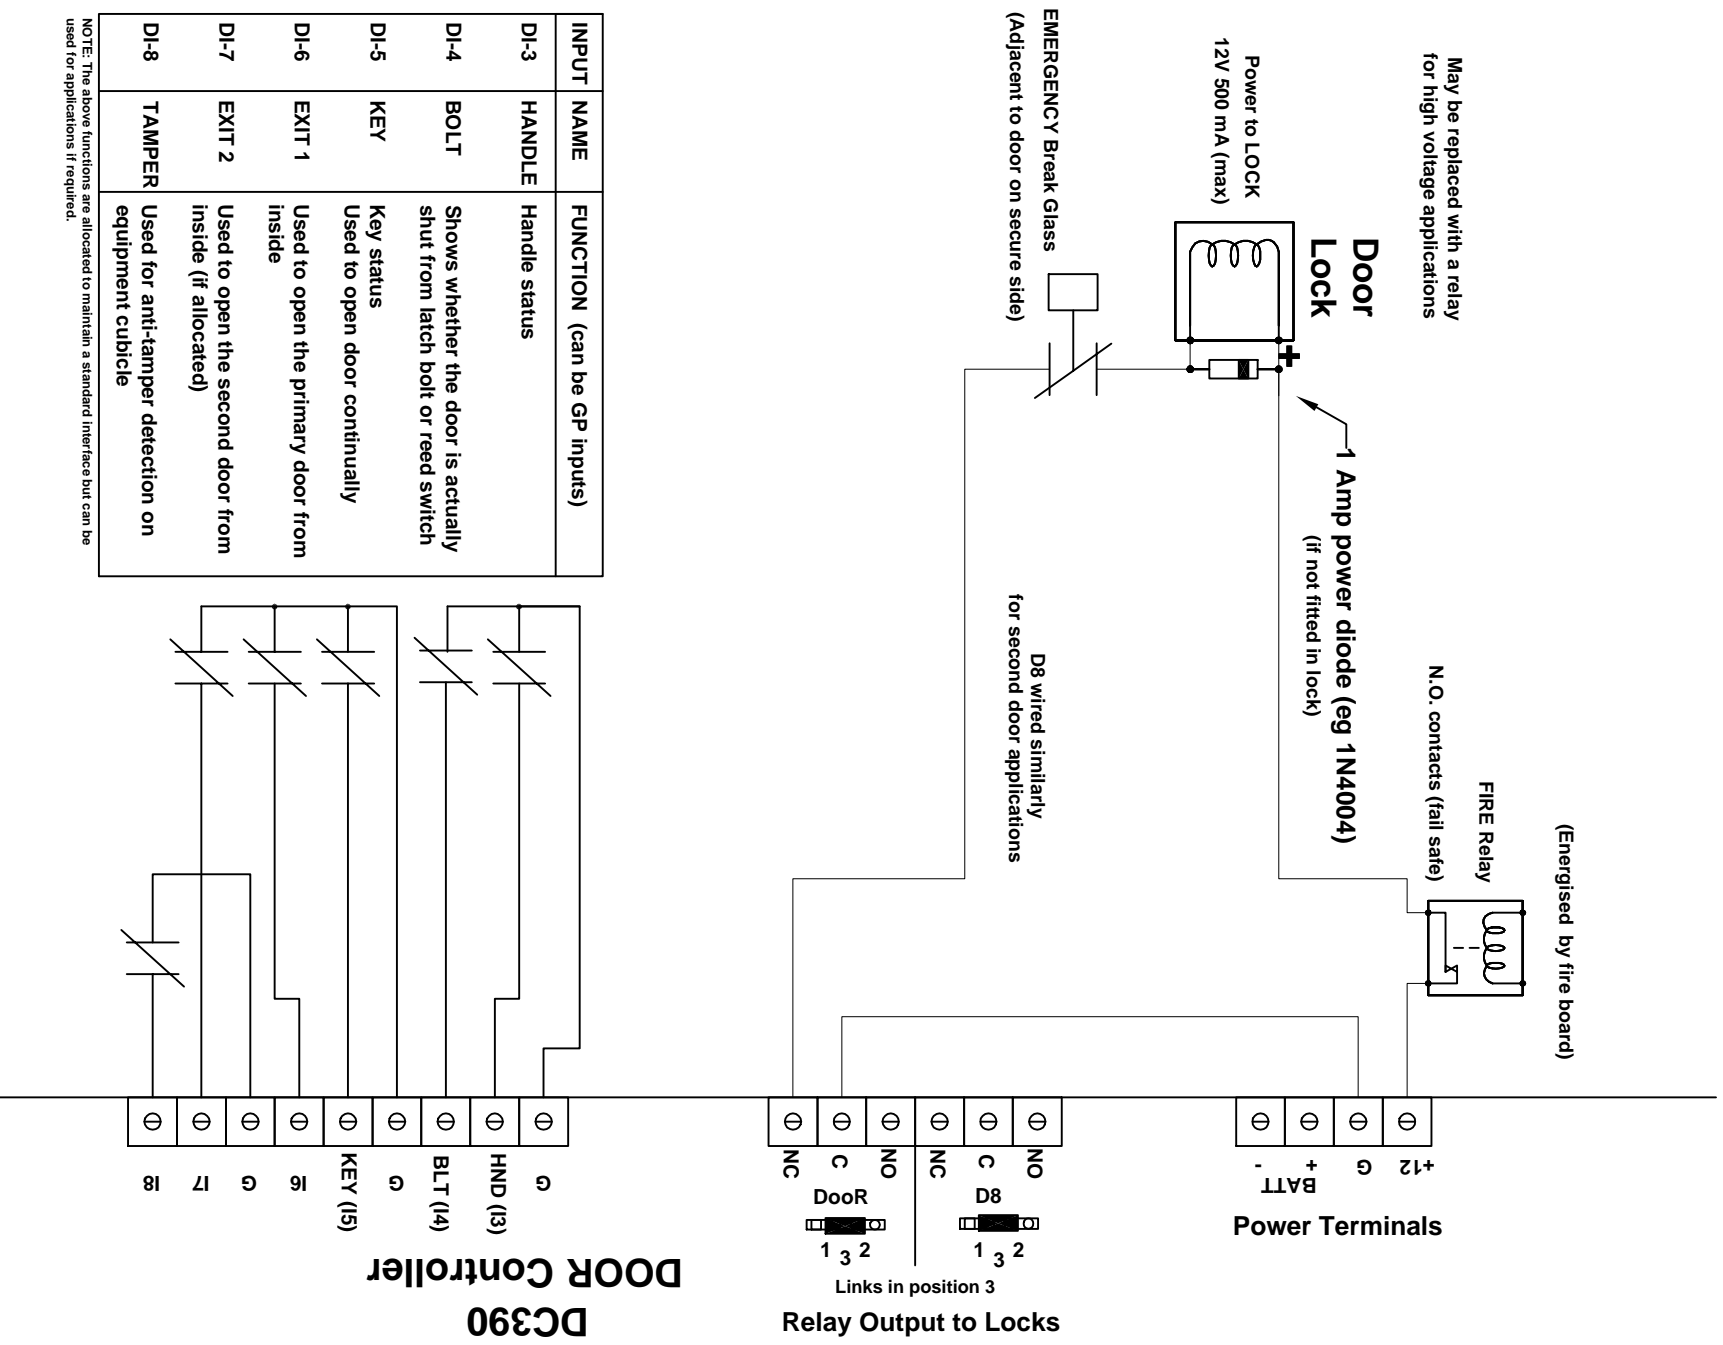 May be replaced with a relay
for high voltage applications
Door
Lock
Power to LOCK
12V 500 mA (max)
EMERGENCY Break Glass
(Adjacent to door on secure side)
1 Amp power diode (eg 1N4004)
(if not fitted in lock)
(Energised by fire board)
FIRE Relay
N.O. contacts (fail safe)
D8 wired similarly
for second door applications
INPUT NAME FUNCTION (can be GP inputs)
DI-3 HANDLE Handle status
DI-4 BOLT Shows whether the door is actually
shut from latch bolt or reed switch
DI-5 KEY Key status
Used to open door continually
DI-6 EXIT 1 Used to open the primary door from
inside
DI-7 EXIT 2 Used to open the second door from
inside (if allocated)
DI-8 TAMPER Used for anti-tamper detection on
equipment cubicle
NOTE: The above functions are allocated to maintain a standard interface but can be
used for applications if required.
I8 I7 G I6 KEY (I5) G BLT (I4) HND (I3) G
DOOR Controller
DC390
NC C NO NC C NO
DooR D8
1 3 2 1 3 2
Links in position 3
Relay Output to Locks
- + G +12
BATT
Power Terminals
+